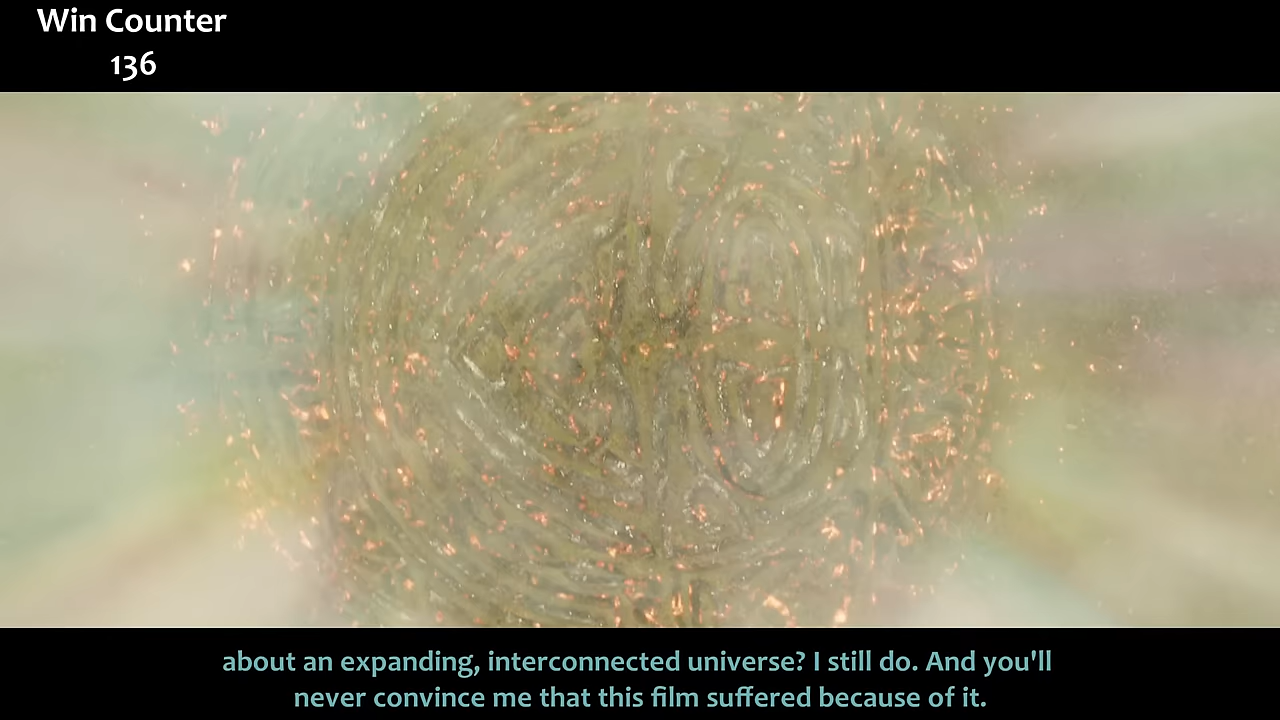 Win Counter
136
about an expanding, interconnected universe? I still do. And you'll
never convince me that this film suffered because of it.